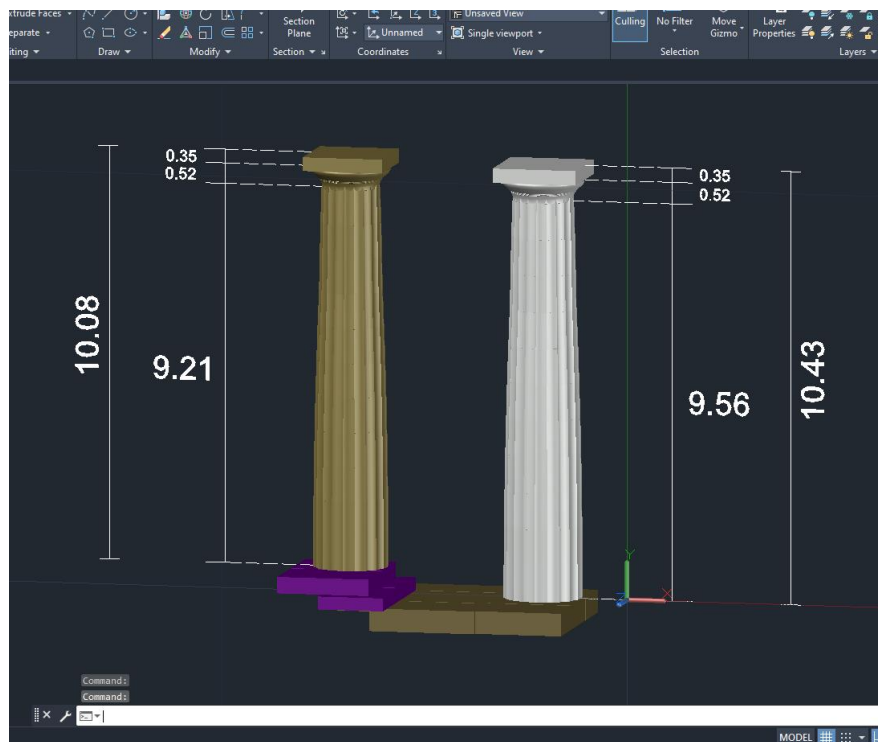 xtrude Faces
Unsaved View
Section
Plane
Culling
No Filter
Move
Gizmo
Layer
Properties
eparate
Unnamed
Single viewport
iting
Draw
Modify
Section
Coordinates
View
Selection
Layers
0.35
0.52
0.35
0.52
10.08
9.21
9.56
10.43
Y
X
Command:
Command:
MODEL